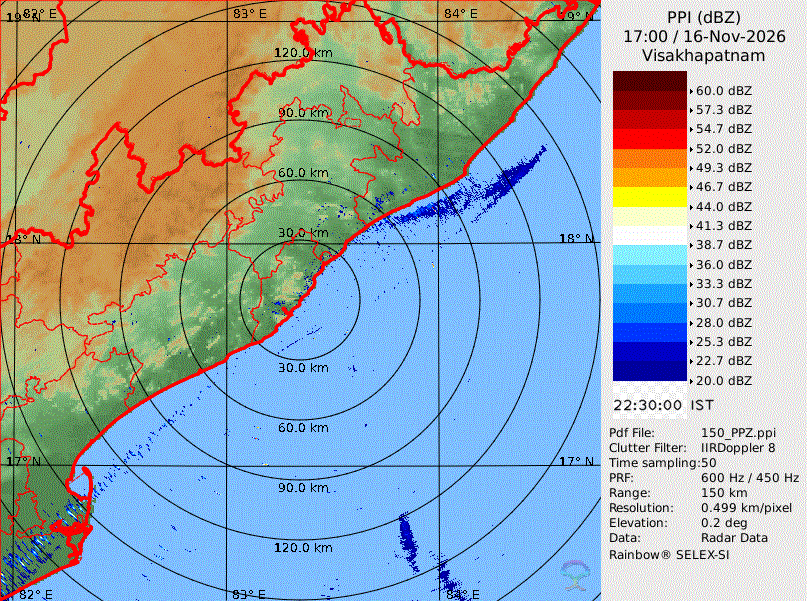 82° E 83° E 84° E
19° N 19° N
120.0 km
90.0 km
60.0 km
30.0 km
18° N 18° N
30.0 km
60.0 km
17° N 17° N
90.0 km
120.0 km
82° E 83° E 84° E
PPI (dBZ)
17:00 / 16-Nov-2026
Visakhapatnam
60.0 dBZ
57.3 dBZ
54.7 dBZ
52.0 dBZ
49.3 dBZ
46.7 dBZ
44.0 dBZ
41.3 dBZ
38.7 dBZ
36.0 dBZ
33.3 dBZ
30.7 dBZ
28.0 dBZ
25.3 dBZ
22.7 dBZ
20.0 dBZ
22:30:00 IST
Pdf File: 150_PPZ.ppi
Clutter Filter: IIRDoppler 8
Time sampling:50
PRF: 600 Hz / 450 Hz
Range: 150 km
Resolution: 0.499 km/pixel
Elevation: 0.2 deg
Data: Radar Data
Rainbow® SELEX-SI